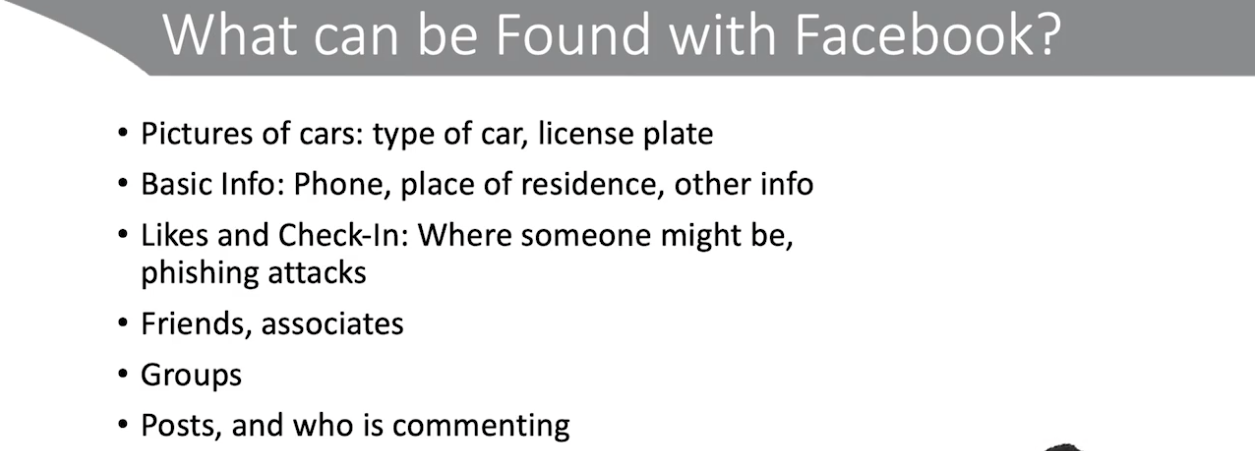 What can be Found with Facebook?
• Pictures of cars: type of car, license plate
• Basic Info: Phone, place of residence, other info
• Likes and Check-In: Where someone might be,
phishing attacks
• Friends, associates
• Groups
• Posts, and who is commenting